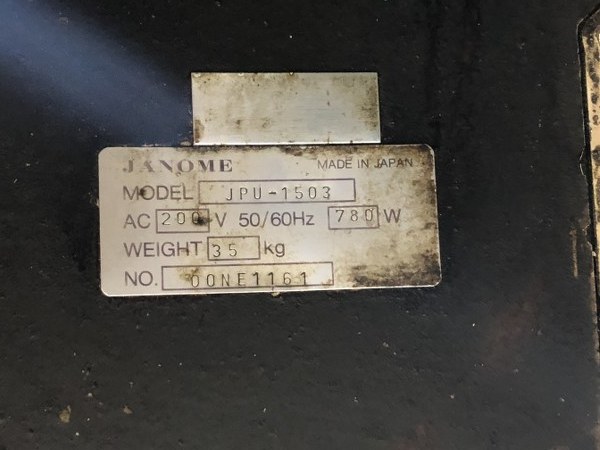 JANOME MADE IN JAPAN
MODEL JPU-1503
AC 200 V 50/60Hz 780 W
WEIGHT 35 kg
NO. 00NE1161